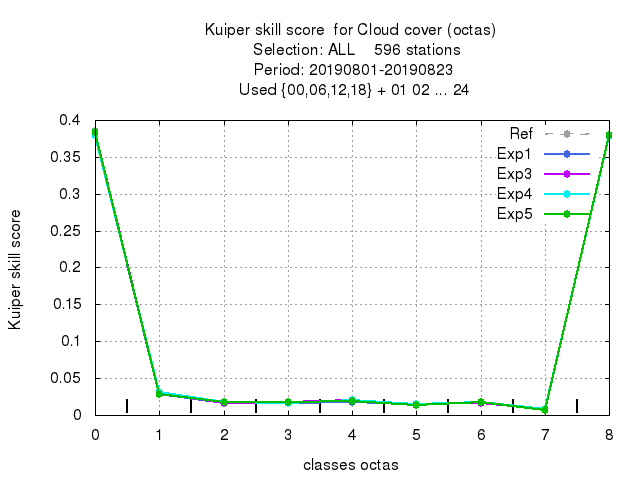 Kuiper skill score  for Cloud cover (octas)
Selection: ALL    596 stations
Period: 20190801-20190823
Used {00,06,12,18} + 01 02 ... 24
Kuiper skill score
0.4
0.35
0.3
0.25
0.2
0.15
0.1
0.05
0
Ref
Exp1
Exp3
Exp4
Exp5
0 1 2 3 4 5 6 7 8
classes octas